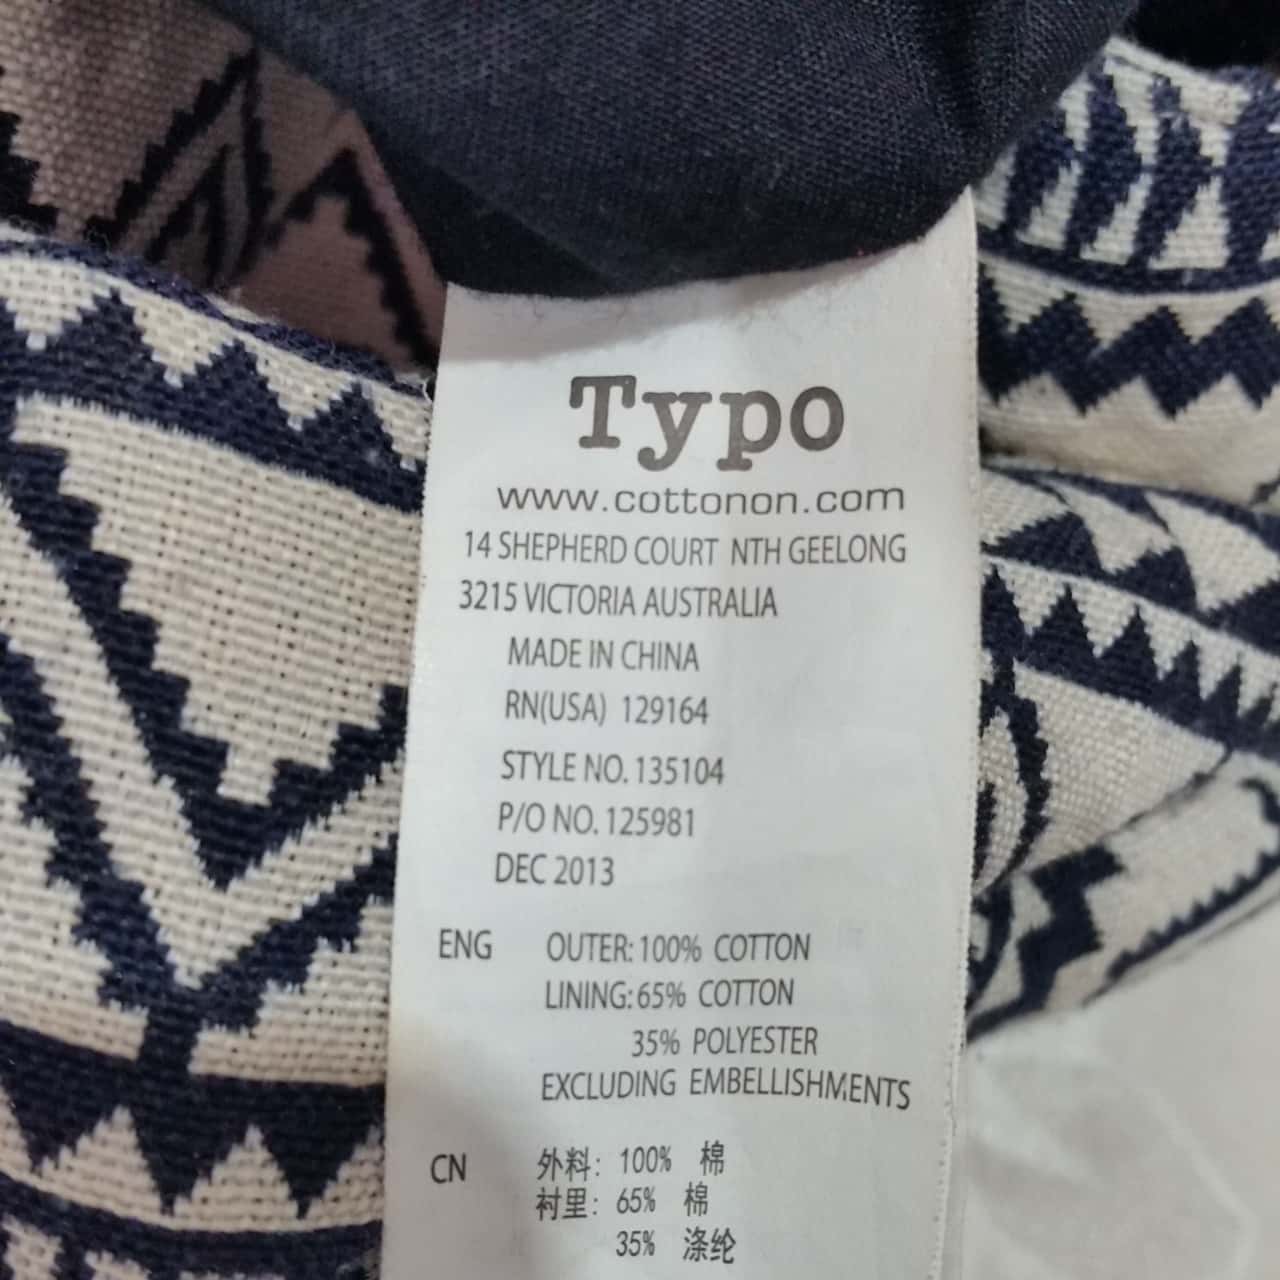 Typo
www.cottonon.com
14 SHEPHERD COURT NTH GEELONG
3215 VICTORIA AUSTRALIA
MADE IN CHINA
RN(USA) 129164
STYLE NO. 135104
P/O NO. 125981
DEC 2013
ENG OUTER: 100% COTTON
LINING: 65% COTTON
35% POLYESTER
EXCLUDING EMBELLISHMENTS
CN 外料: 100% 棉
衬里: 65% 棉
35% 涤纶